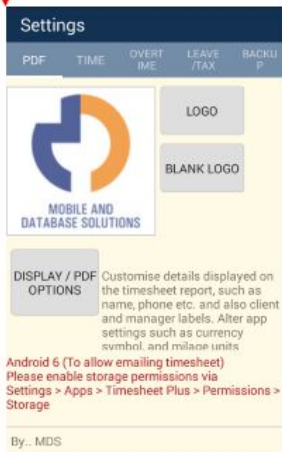 Settings
PDF TIME OVERT LEAVE BACKU
IME /TAX P
LOGO
BLANK LOGO
MOBILE AND
DATABASE SOLUTIONS
DISPLAY / PDF
OPTIONS
Customise details displayed on
the timesheet report, such as
name, phone etc. and also client
and manager labels. Alter app
settings such as currency
symbol, and milage units
Android 6 (To allow emailing timesheet)
Please enable storage permissions via
Settings > Apps > Timesheet Plus > Permissions >
Storage
By.. MDS